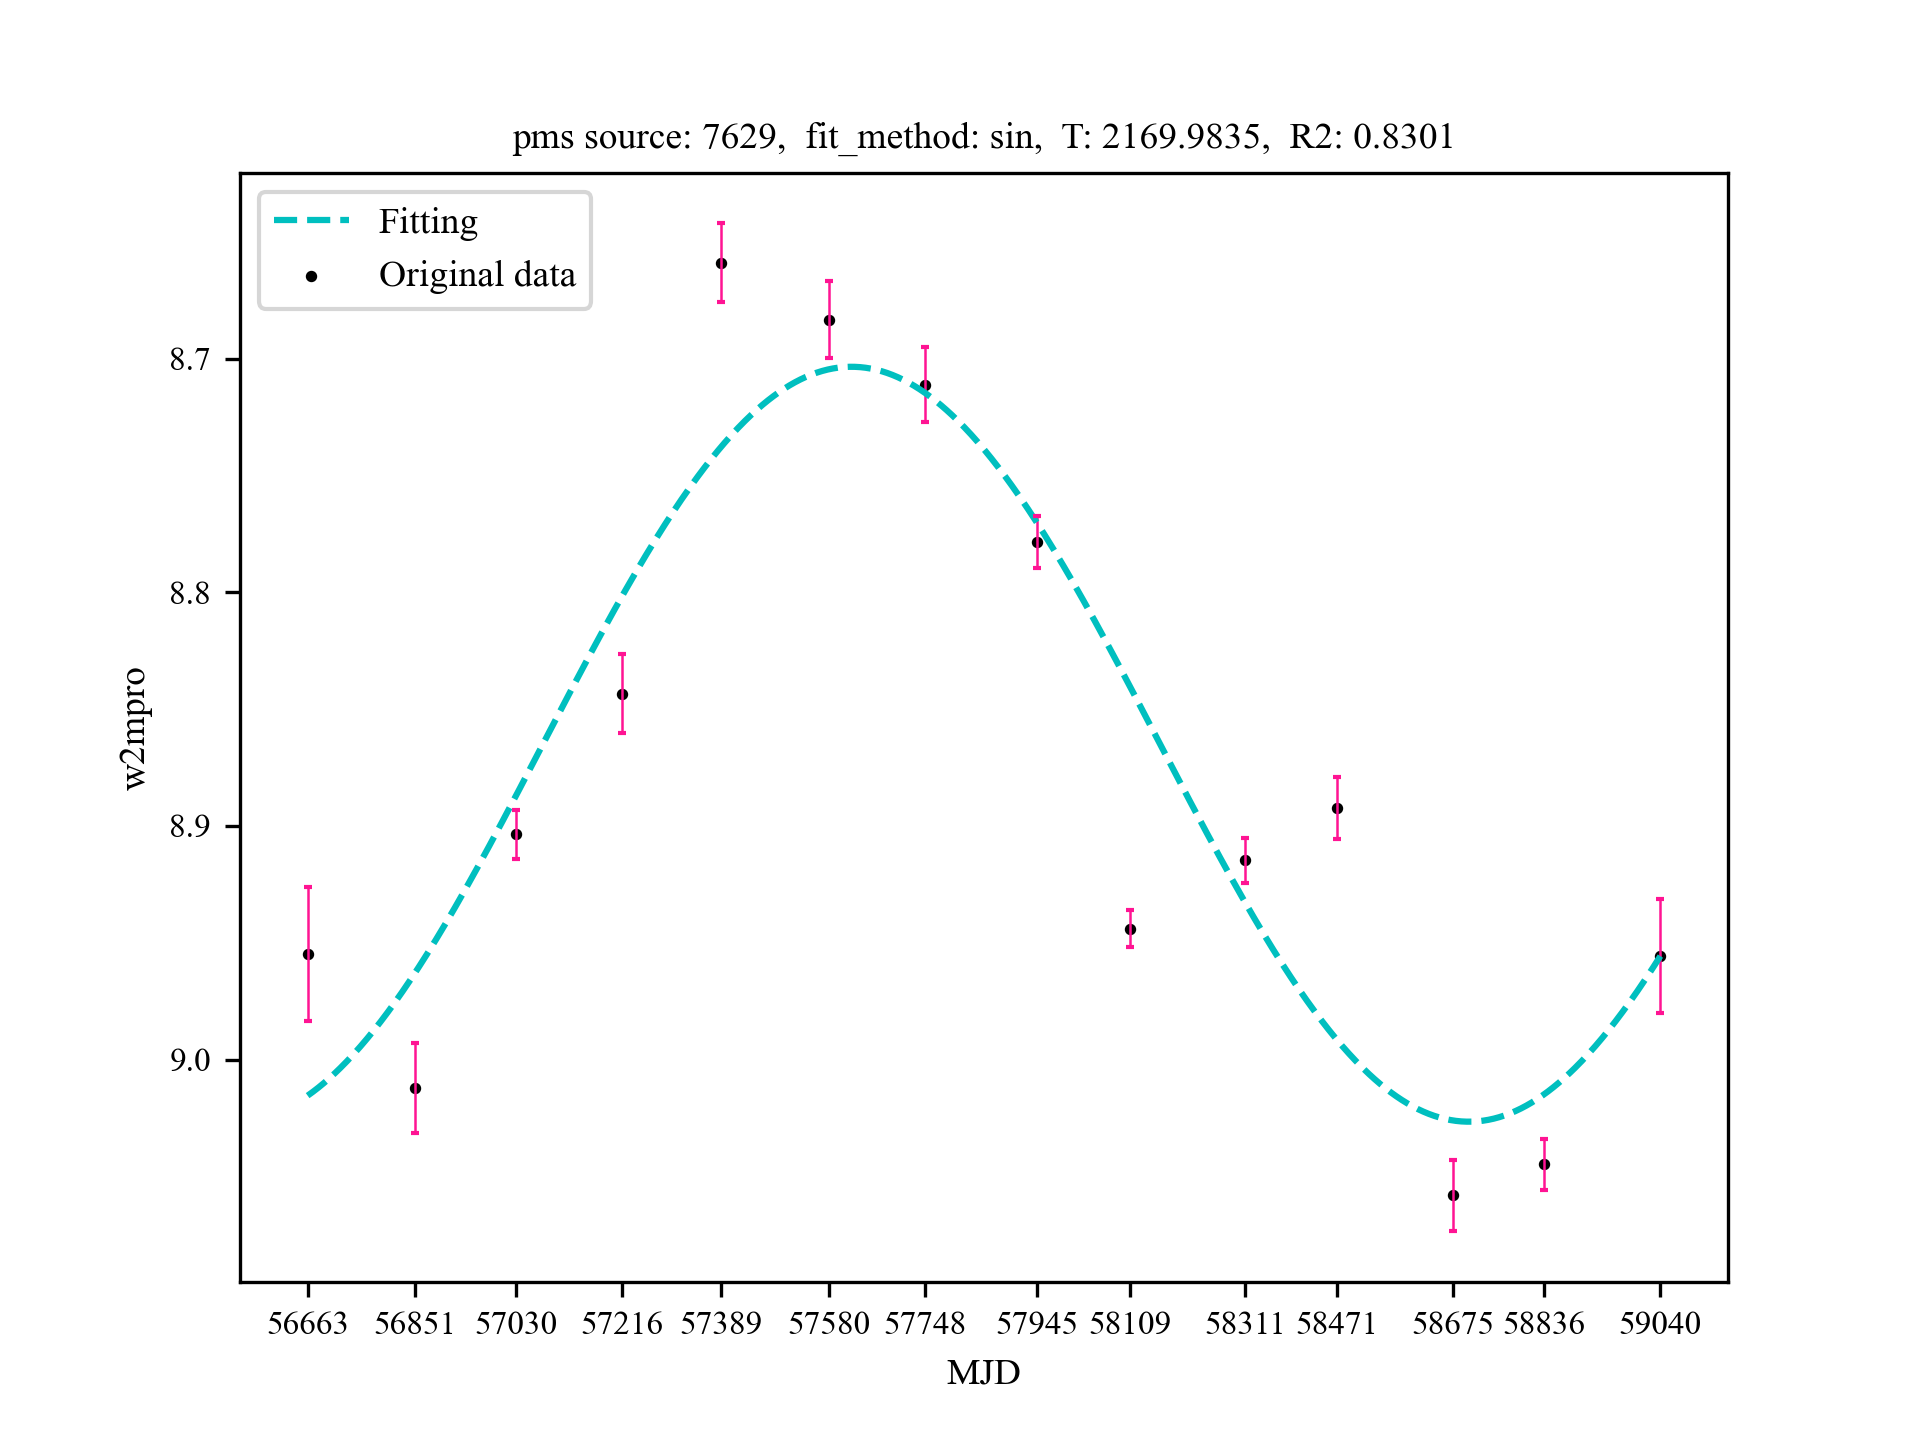 pms source: 7629, fit_method: sin, T: 2169.9835, R2: 0.8301
Fitting
Original data
8.7
8.8
8.9
9.0
w2mpro
56663 56851 57030 57216 57389 57580 57748 57945 58109 58311 58471 58675 58836 59040
MJD